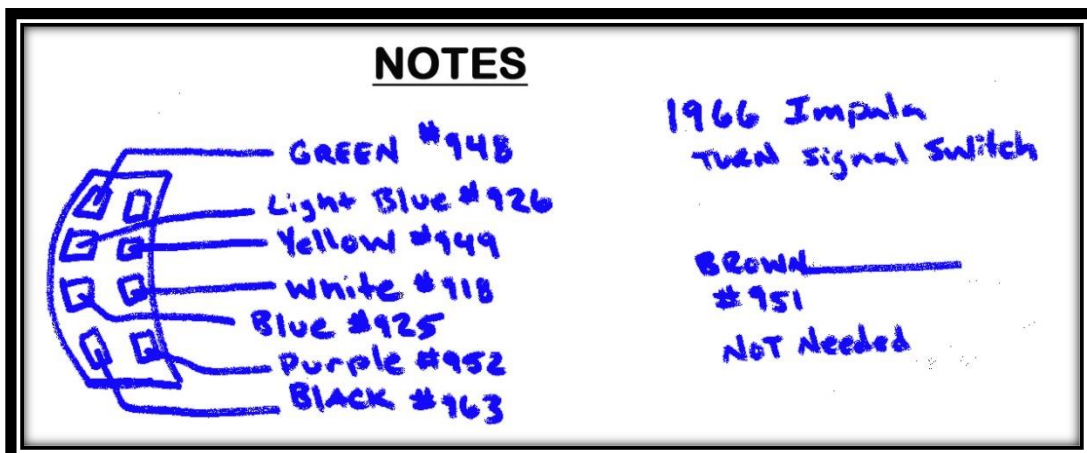 NOTES
GREEN #948
Light Blue #926
Yellow #949
White #918
Blue #925
Purple #952
BLACK #963
1966 Impala
TURN Signal Switch
BROWN
#951
NOT Needed